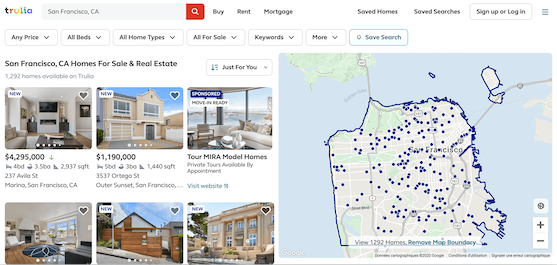 trulia
San Francisco, CA
Buy
Rent
Mortgage
Saved Homes
Saved Searches
Sign up or Log in
Any Price
All Beds
All Home Types
All For Sale
Keywords
More
Save Search
San Francisco, CA Homes For Sale & Real Estate
1,292 homes available on Trulia
Just For You
NEW
NEW
SPONSORED
MOVE-IN READY
$4,295,000
4bd 3.5ba 2,937 sqft
237 Avila St
Marina, San Francisco, CA
$1,190,000
5bd 3ba 1,440 sqft
3537 Ortega St
Outer Sunset, San Francisco,...
Tour MIRA Model Homes
Private Tours Available By
Appointment
Visit website
NEW
NEW
San Francisco
View 1292 Homes, Remove Map Boundary
Google
Données cartographiques ©2020 Google
Conditions d'utilisation
Signaler une erreur cartographique